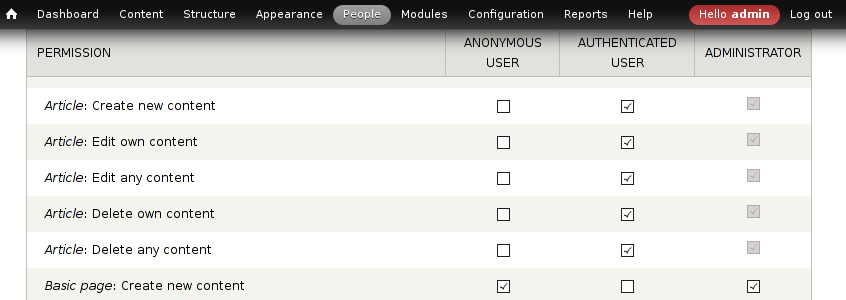 Dashboard Content Structure Appearance People Modules Configuration Reports Help Hello admin Log out
PERMISSION ANONYMOUS USER AUTHENTICATED USER ADMINISTRATOR
Article: Create new content
Article: Edit own content
Article: Edit any content
Article: Delete own content
Article: Delete any content
Basic page: Create new content